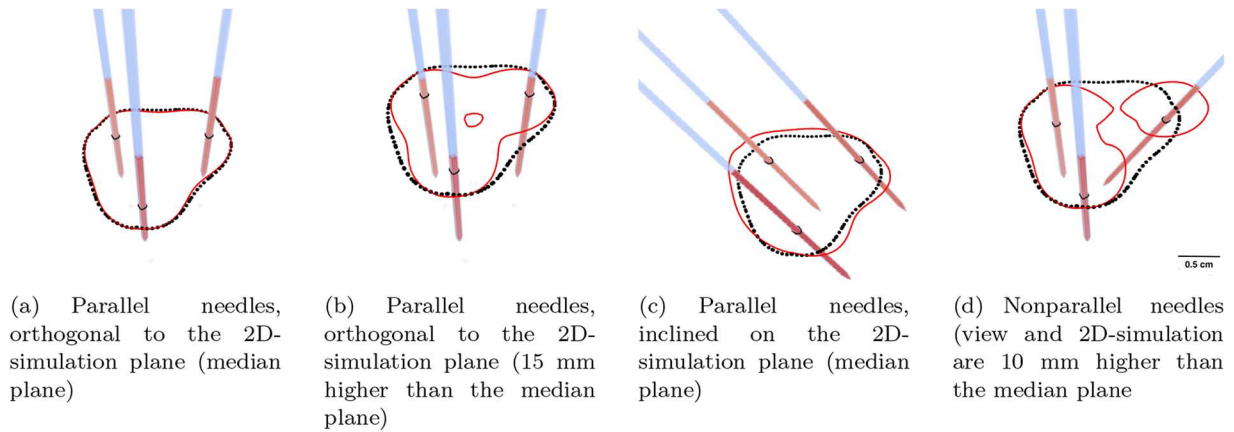 0.5 cm
(a) Parallel needles,
orthogonal to the 2D-
simulation plane (median
plane)
(b) Parallel needles,
orthogonal to the 2D-
simulation plane (15 mm
higher than the median
plane)
(c) Parallel needles,
inclined on the 2D-
simulation plane (median
plane)
(d) Nonparallel needles
(view and 2D-simulation
are 10 mm higher than
the median plane